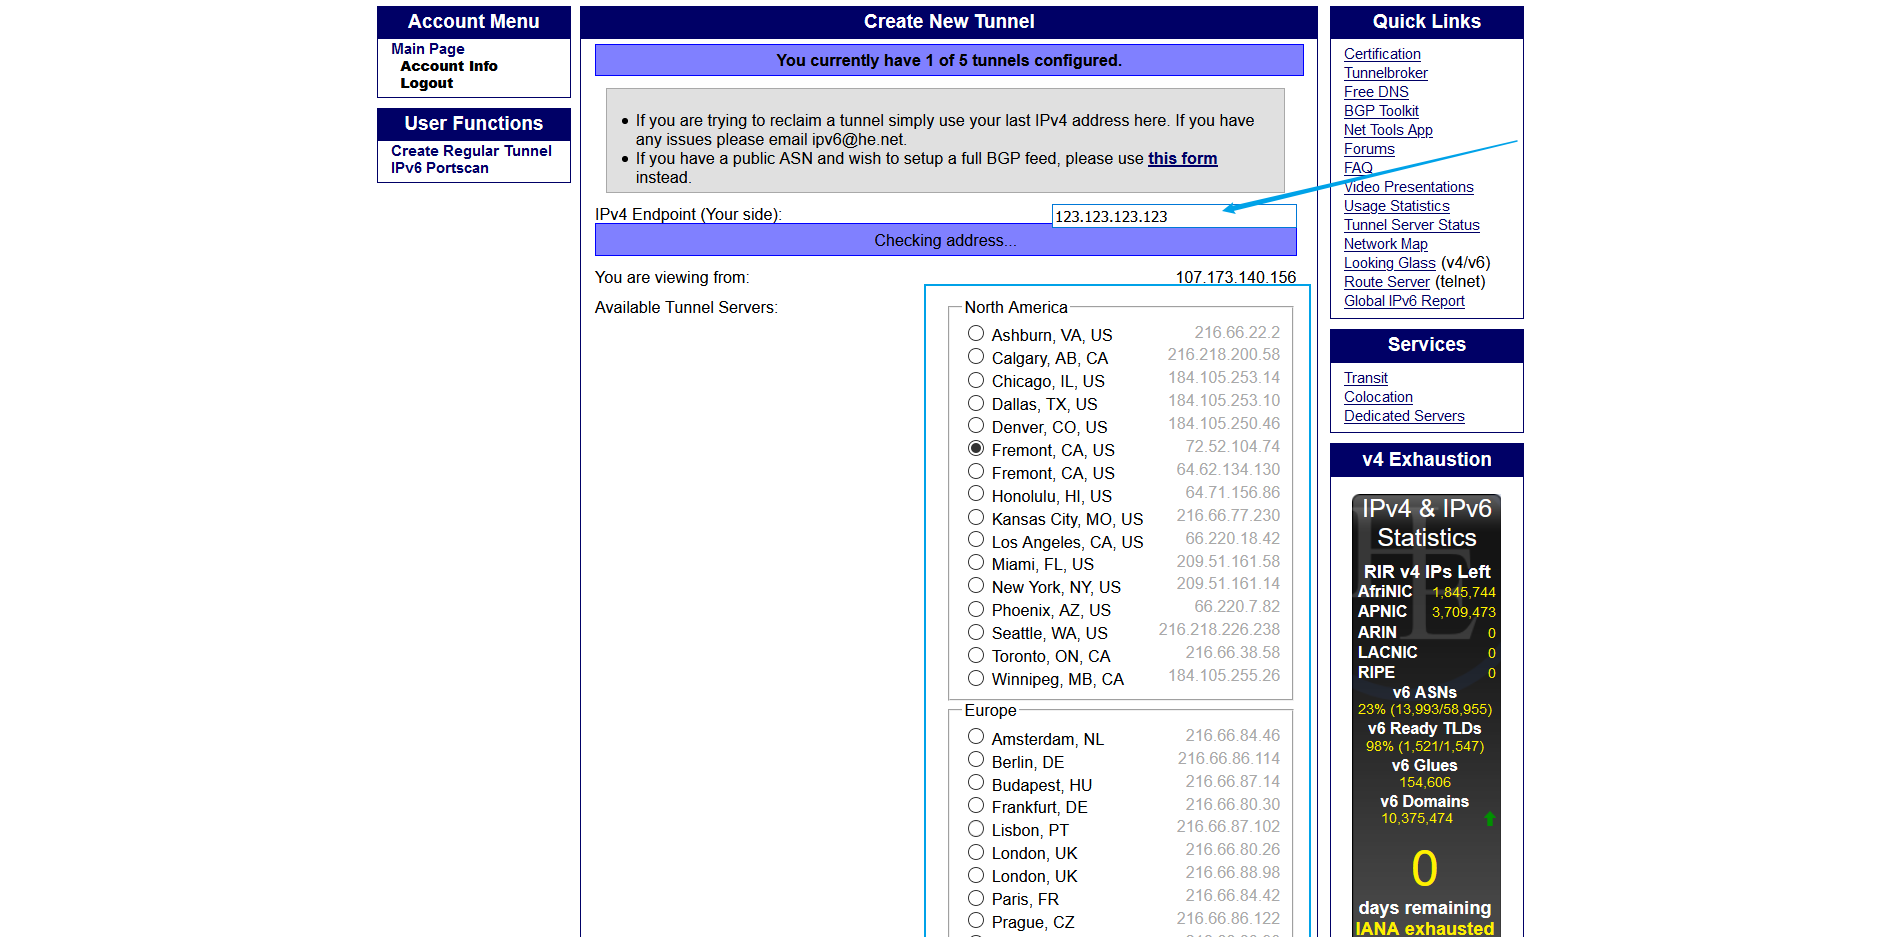 Account Menu
Main Page
Account Info
Logout
User Functions
Create Regular Tunnel
IPv6 Portscan
Create New Tunnel
You currently have 1 of 5 tunnels configured.
If you are trying to reclaim a tunnel simply use your last IPv4 address here. If you have
any issues please email ipv6@he.net.
If you have a public ASN and wish to setup a full BGP feed, please use this form
instead.
IPv4 Endpoint (Your side):
123.123.123.123
Checking address...
You are viewing from:
107.173.140.156
Available Tunnel Servers:
North America
Ashburn, VA, US 216.66.22.2
Calgary, AB, CA 216.218.200.58
Chicago, IL, US 184.105.253.14
Dallas, TX, US 184.105.253.10
Denver, CO, US 184.105.250.46
Fremont, CA, US 72.52.104.74
Fremont, CA, US 64.62.134.130
Honolulu, HI, US 64.71.156.86
Kansas City, MO, US 216.66.77.230
Los Angeles, CA, US 66.220.18.42
Miami, FL, US 209.51.161.58
New York, NY, US 209.51.161.14
Phoenix, AZ, US 66.220.7.82
Seattle, WA, US 216.218.226.238
Toronto, ON, CA 216.66.38.58
Winnipeg, MB, CA 184.105.255.26
Europe
Amsterdam, NL 216.66.84.46
Berlin, DE 216.66.86.114
Budapest, HU 216.66.87.14
Frankfurt, DE 216.66.80.30
Lisbon, PT 216.66.87.102
London, UK 216.66.80.26
London, UK 216.66.88.98
Paris, FR 216.66.84.42
Prague, CZ 216.66.86.122
Quick Links
Certification
Tunnelbroker
Free DNS
BGP Toolkit
Net Tools App
Forums
FAQ
Video Presentations
Usage Statistics
Tunnel Server Status
Network Map
Looking Glass (v4/v6)
Route Server (telnet)
Global IPv6 Report
Services
Transit
Colocation
Dedicated Servers
v4 Exhaustion
IPv4 & IPv6
Statistics
RIR v4 IPs Left
AfriNIC 1,845,744
APNIC 3,709,473
ARIN 0
LACNIC 0
RIPE 0
v6 ASNs
23% (13,993/58,955)
v6 Ready TLDs
98% (1,521/1,547)
v6 Glues
154,606
v6 Domains
10,375,474
0
days remaining
IANA exhausted